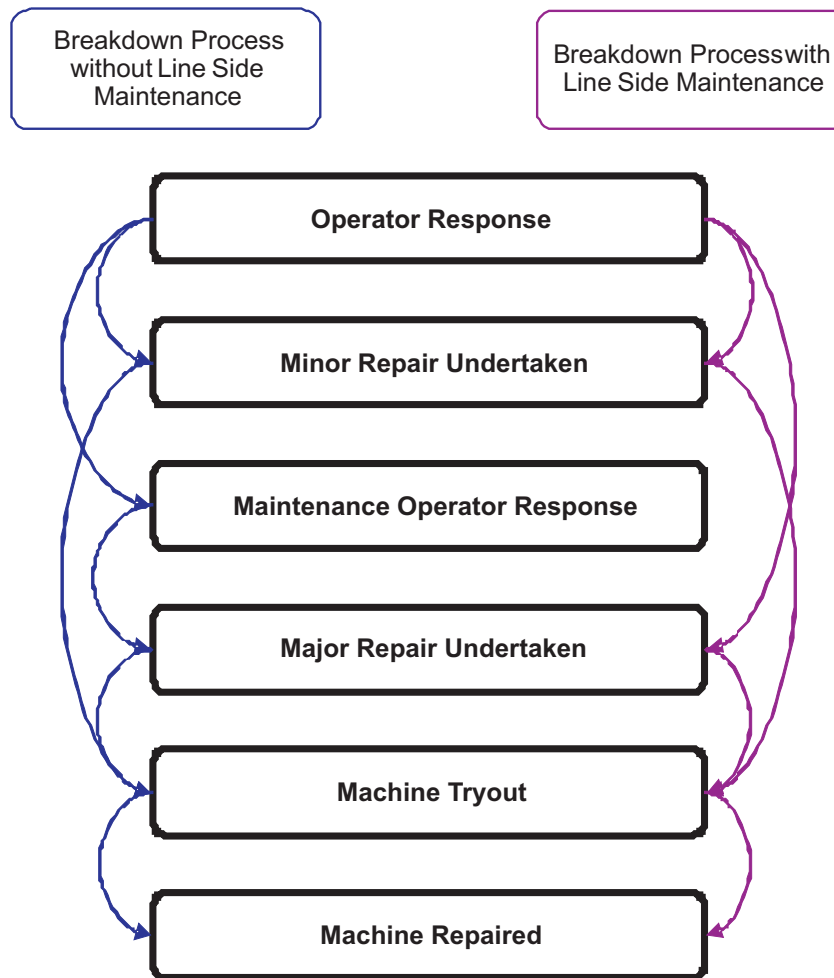 Breakdown Process
without Line Side
Maintenance
Breakdown Processwith
Line Side Maintenance
Operator Response
Minor Repair Undertaken
Maintenance Operator Response
Major Repair Undertaken
Machine Tryout
Machine Repaired